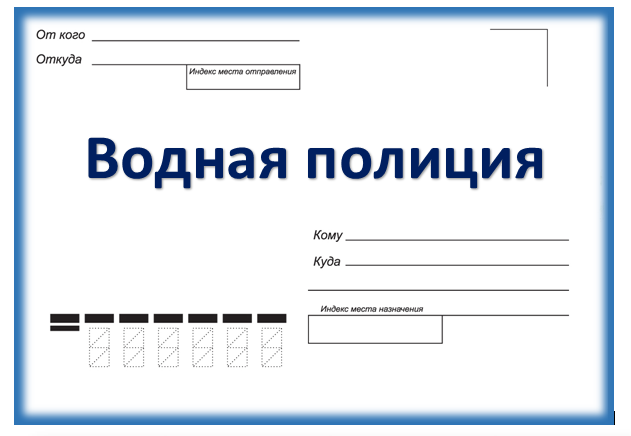 От кого
Откуда
Индекс места отправления
Водная полиция
Кому
Куда
Индекс места назначения